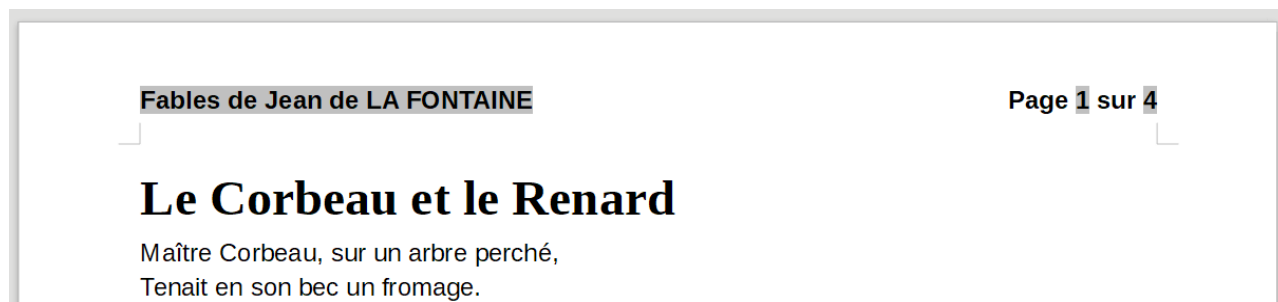 Fables de Jean de LA FONTAINE Page 1 sur 4
Le Corbeau et le Renard
Maître Corbeau, sur un arbre perché,
Tenait en son bec un fromage.